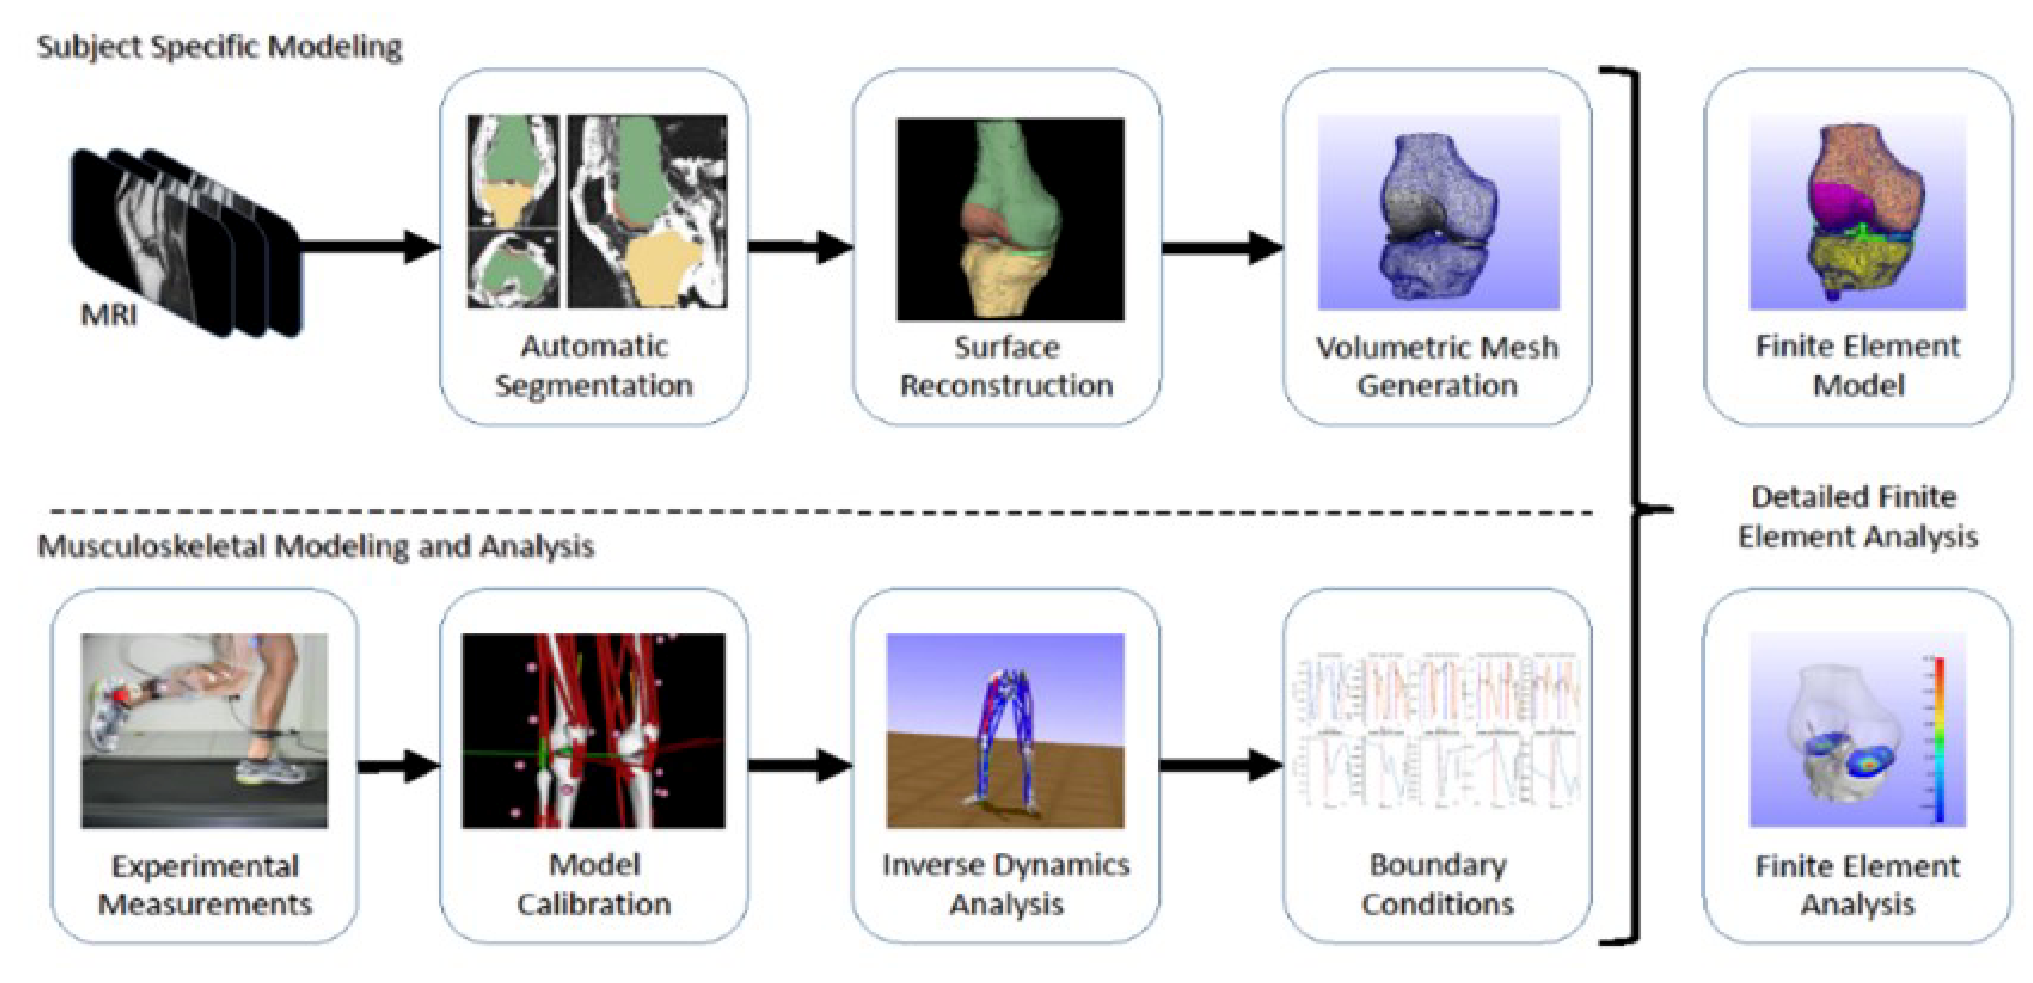 Subject Specific Modeling
MRI
Automatic
Segmentation
Surface
Reconstruction
Volumetric Mesh
Generation
Finite Element
Model
Detailed Finite
Element Analysis
Musculoskeletal Modeling and Analysis
Experimental
Measurements
Model
Calibration
Inverse Dynamics
Analysis
Boundary
Conditions
Finite Element
Analysis